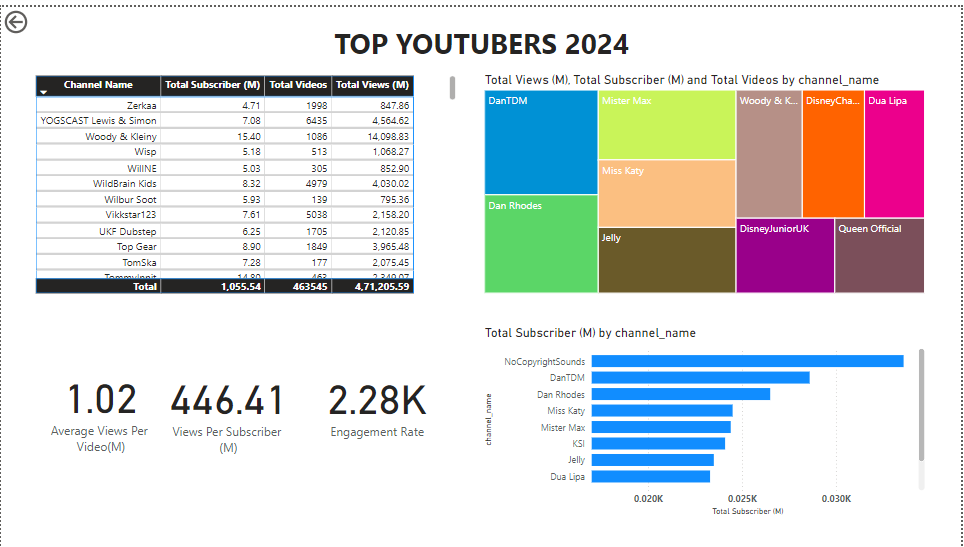 TOP YOUTUBERS 2024
Channel Name Total Subscriber (M) Total Videos Total Views (M)
Zerkaa 4.71 1998 847.86
YOGSCAST Lewis & Simon 7.08 6435 4,564.62
Woody & Kleiny 15.40 1086 14,098.83
Wisp 5.18 513 1,068.27
WillNE 5.03 305 852.90
WildBrain Kids 8.32 4979 4,030.02
Wilbur Soot 5.93 139 795.36
Vikkstar123 7.61 5038 2,158.20
UKF Dubstep 6.25 1705 2,120.85
Top Gear 8.90 1849 3,965.48
TomSka 7.28 177 2,075.45
TommyInnit 14.80 463 2,349.07
Total 1,055.54 463545 4,71,205.59
Total Views (M), Total Subscriber (M) and Total Videos by channel_name
DanTDM
Mister Max
Woody & K...
DisneyCha...
Dua Lipa
Miss Katy
Dan Rhodes
Jelly
DisneyJuniorUK
Queen Official
1.02
Average Views Per
Video(M)
446.41
Views Per Subscriber
(M)
2.28K
Engagement Rate
Total Subscriber (M) by channel_name
channel_name
NoCopyrightSounds
DanTDM
Dan Rhodes
Miss Katy
Mister Max
KSI
Jelly
Dua Lipa
0.020K 0.025K 0.030K
Total Subscriber (M)